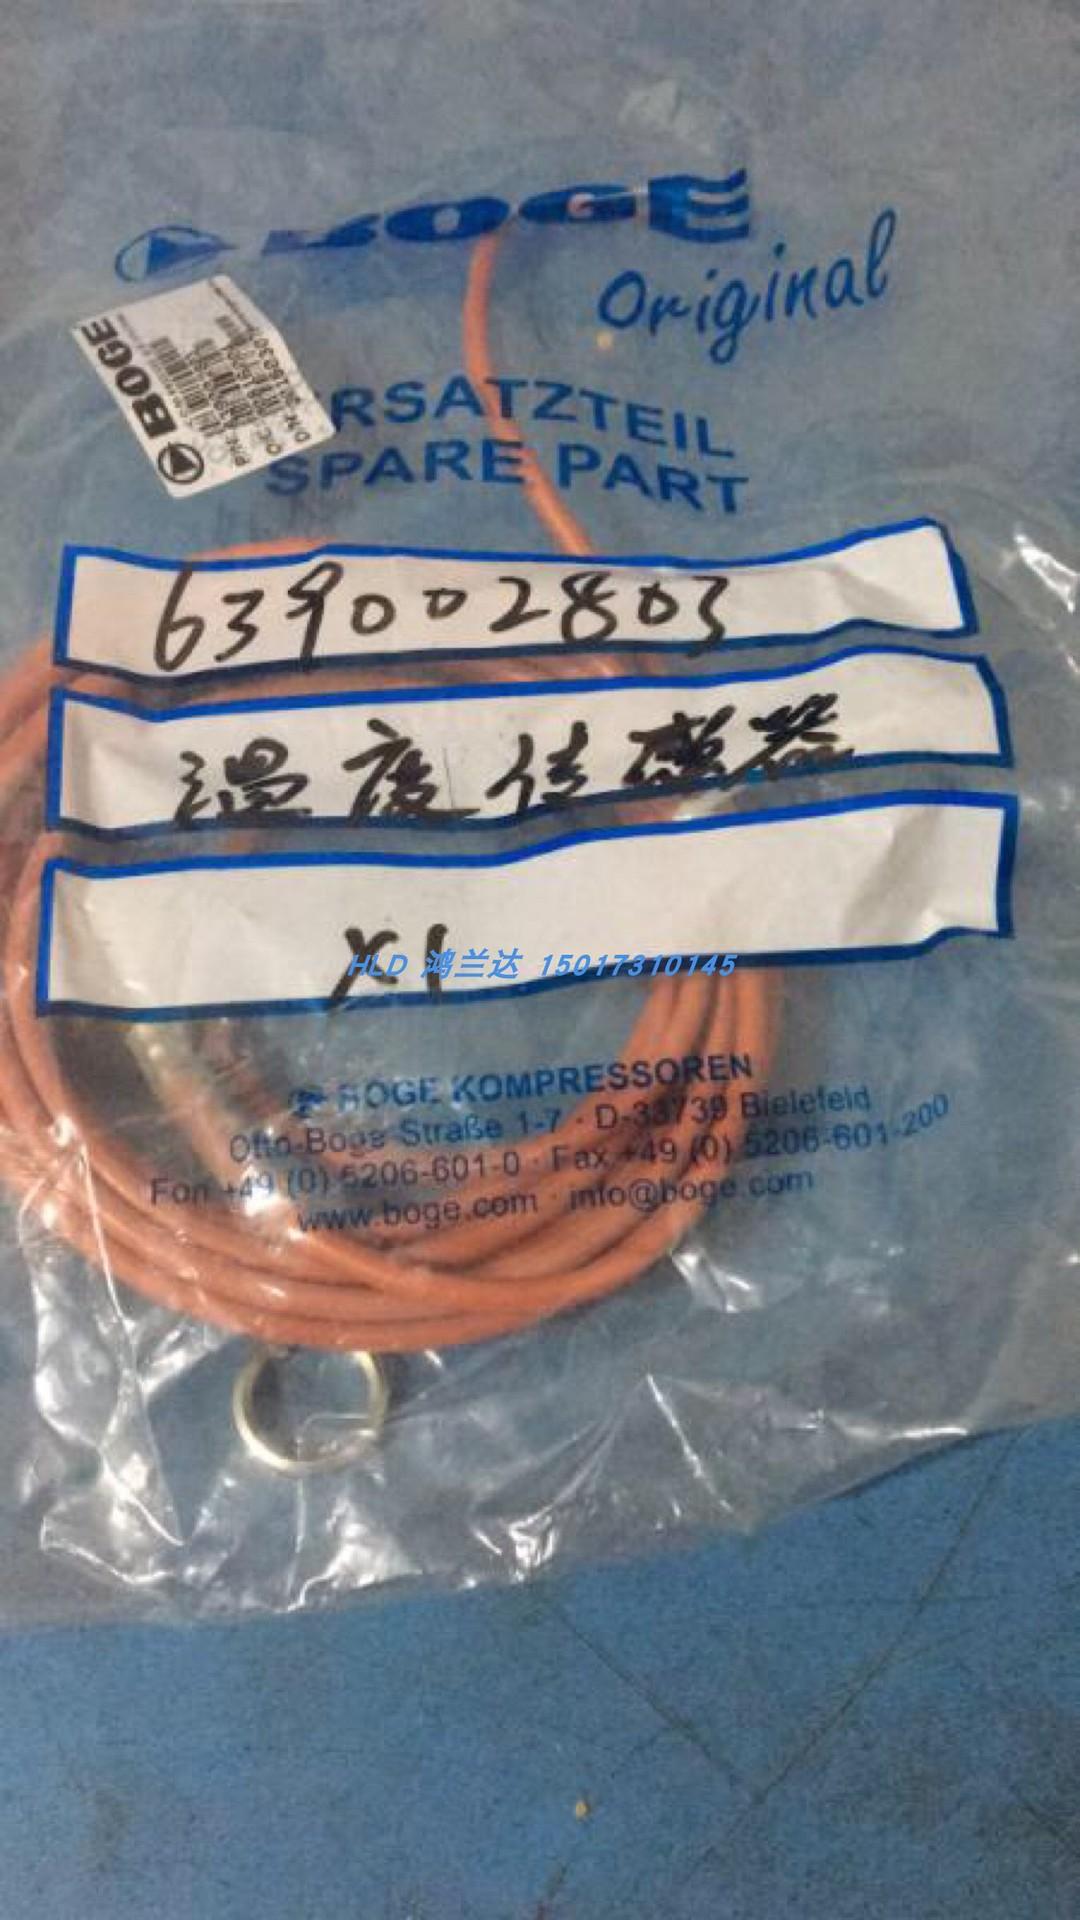 BOGE
Original
BOGE
ERSATZTEIL
SPARE PART
639002803
温度传感器
X1
HLD 鸿兰达 15017310145
BOGE KOMPRESSOREN
Otto-Boge-Straße 1-7 · D-33739 Bielefeld
Fon +49 (0) 5206-601-0 · Fax +49 (0) 5206-601-200
www.boge.com · info@boge.com